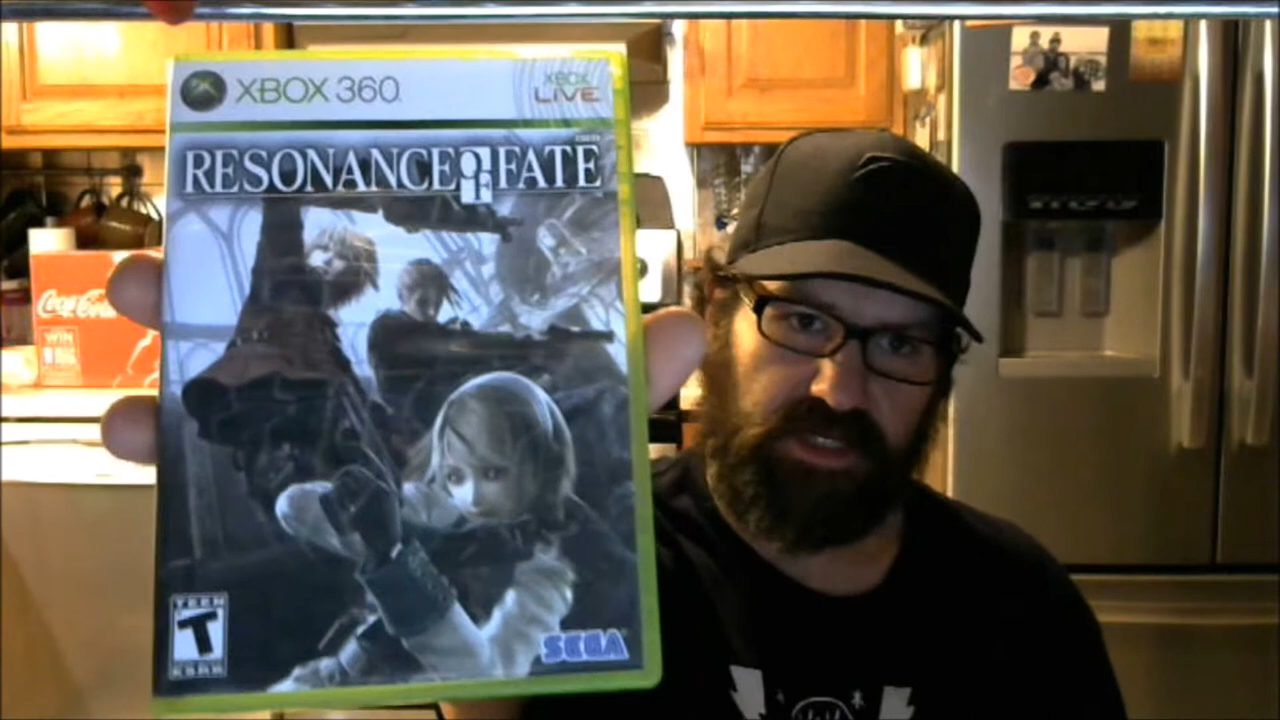 XBOX 360
XBOX
LIVE
RESONANCE OF FATE
Coca-Cola
WIN
TEEN
T
ESRB
SEGA